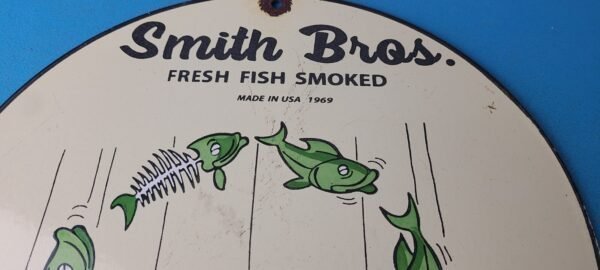 Smith Bros.
FRESH FISH SMOKED
MADE IN USA 1969